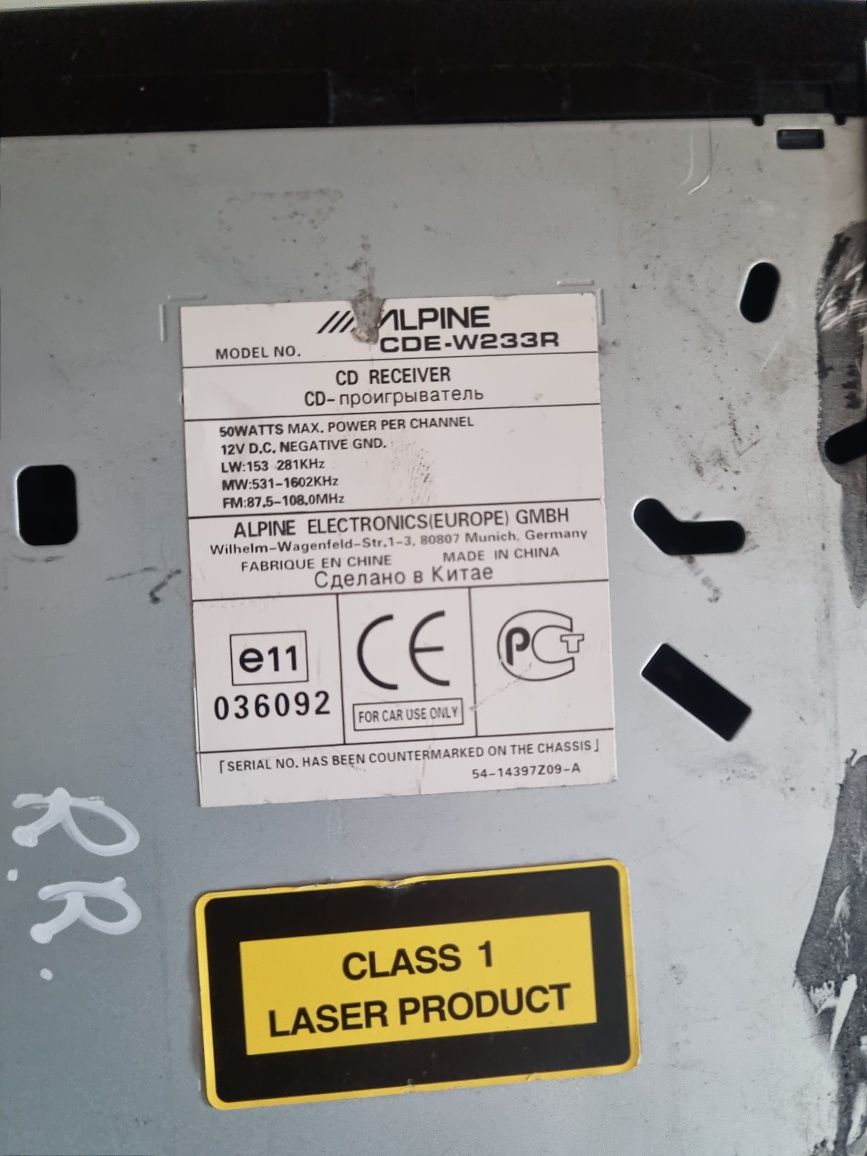 ALPINE
MODEL NO. CDE-W233R
CD RECEIVER
CD-проигрыватель
50WATTS MAX. POWER PER CHANNEL
12V D.C. NEGATIVE GND.
LW:153 281KHz
MW:531-1602KHz
FM:87.5-108.0MHz
ALPINE ELECTRONICS(EUROPE) GMBH
Wilhelm-Wagenfeld-Str.1-3, 80807 Munich, Germany
FABRIQUE EN CHINE MADE IN CHINA
Сделано в Китае
e11
036092
CE
FOR CAR USE ONLY
РСТ
[SERIAL NO. HAS BEEN COUNTERMARKED ON THE CHASSIS]
54-14397Z09-A
R.R.
CLASS 1
LASER PRODUCT